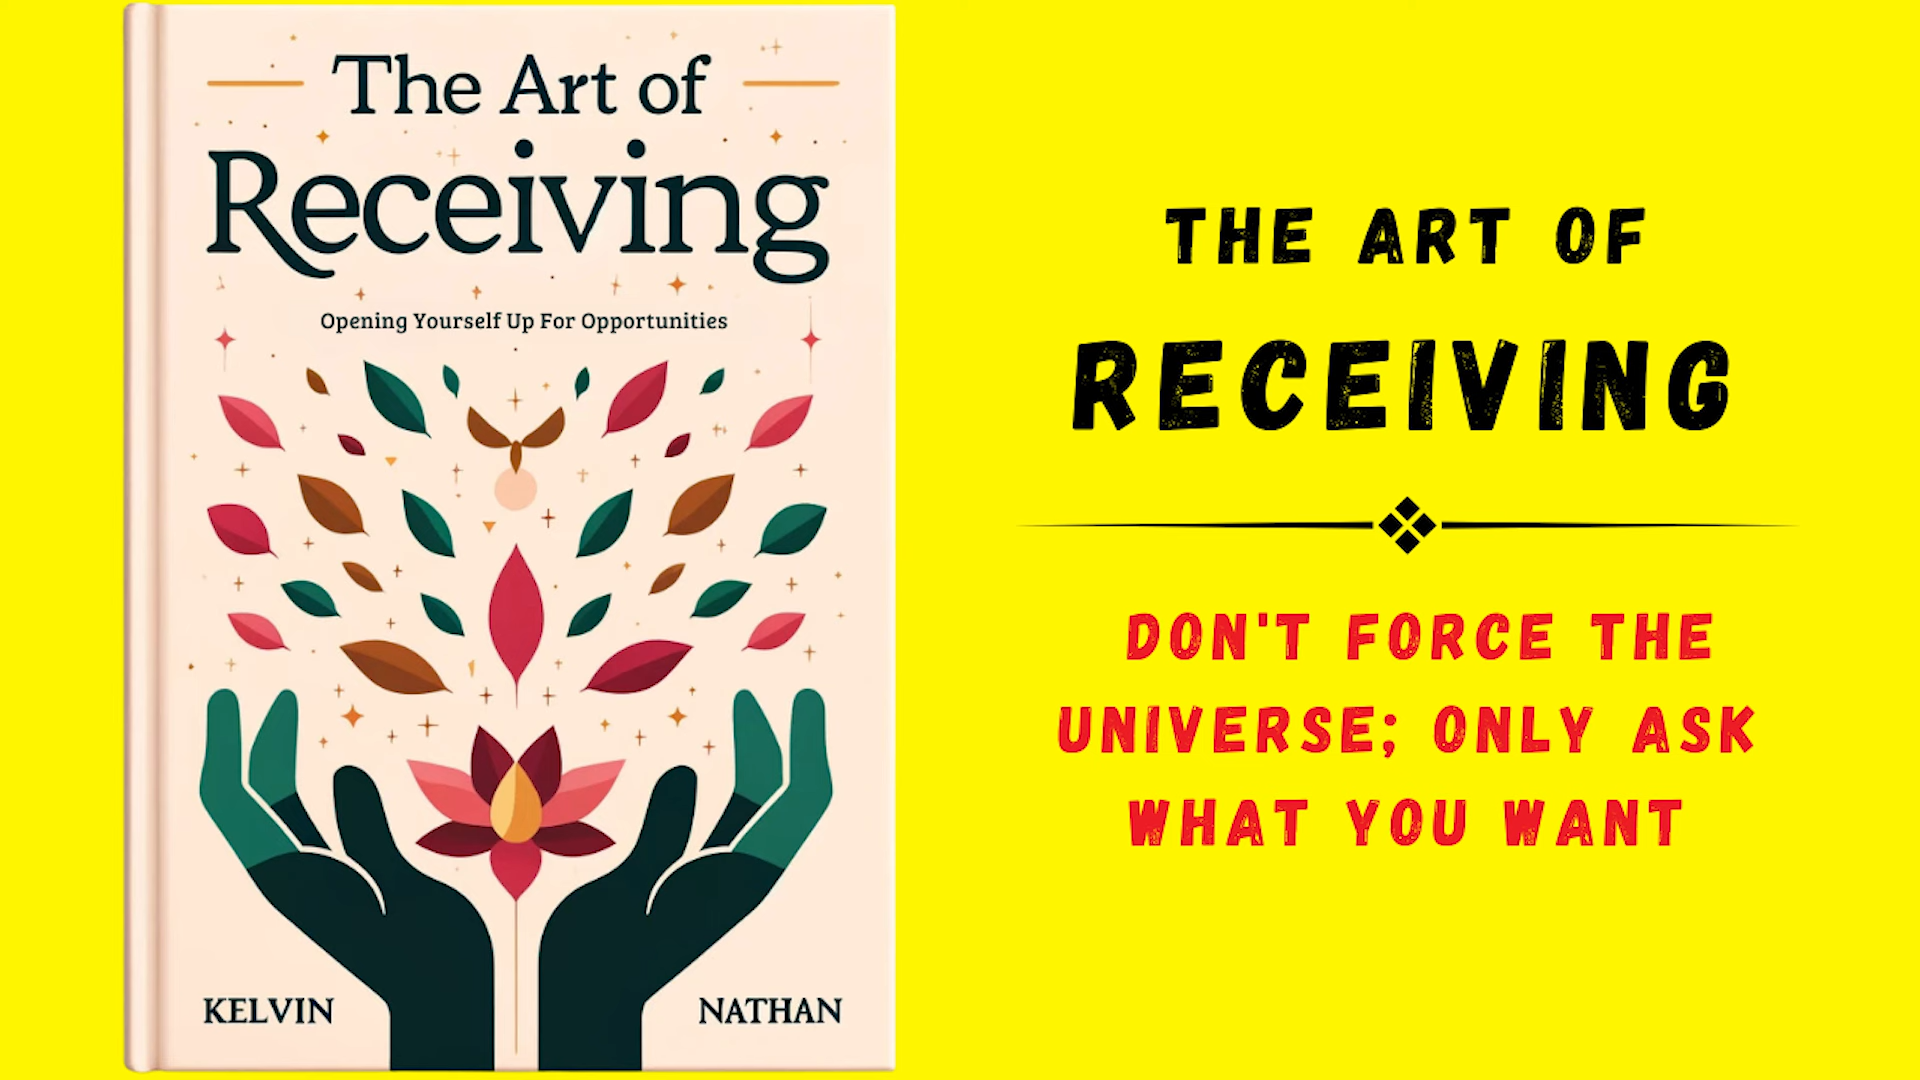 The Art of
Receiving
Opening Yourself Up For Opportunities
KELVIN NATHAN
THE ART OF
RECEIVING
DON'T FORCE THE
UNIVERSE; ONLY ASK
WHAT YOU WANT